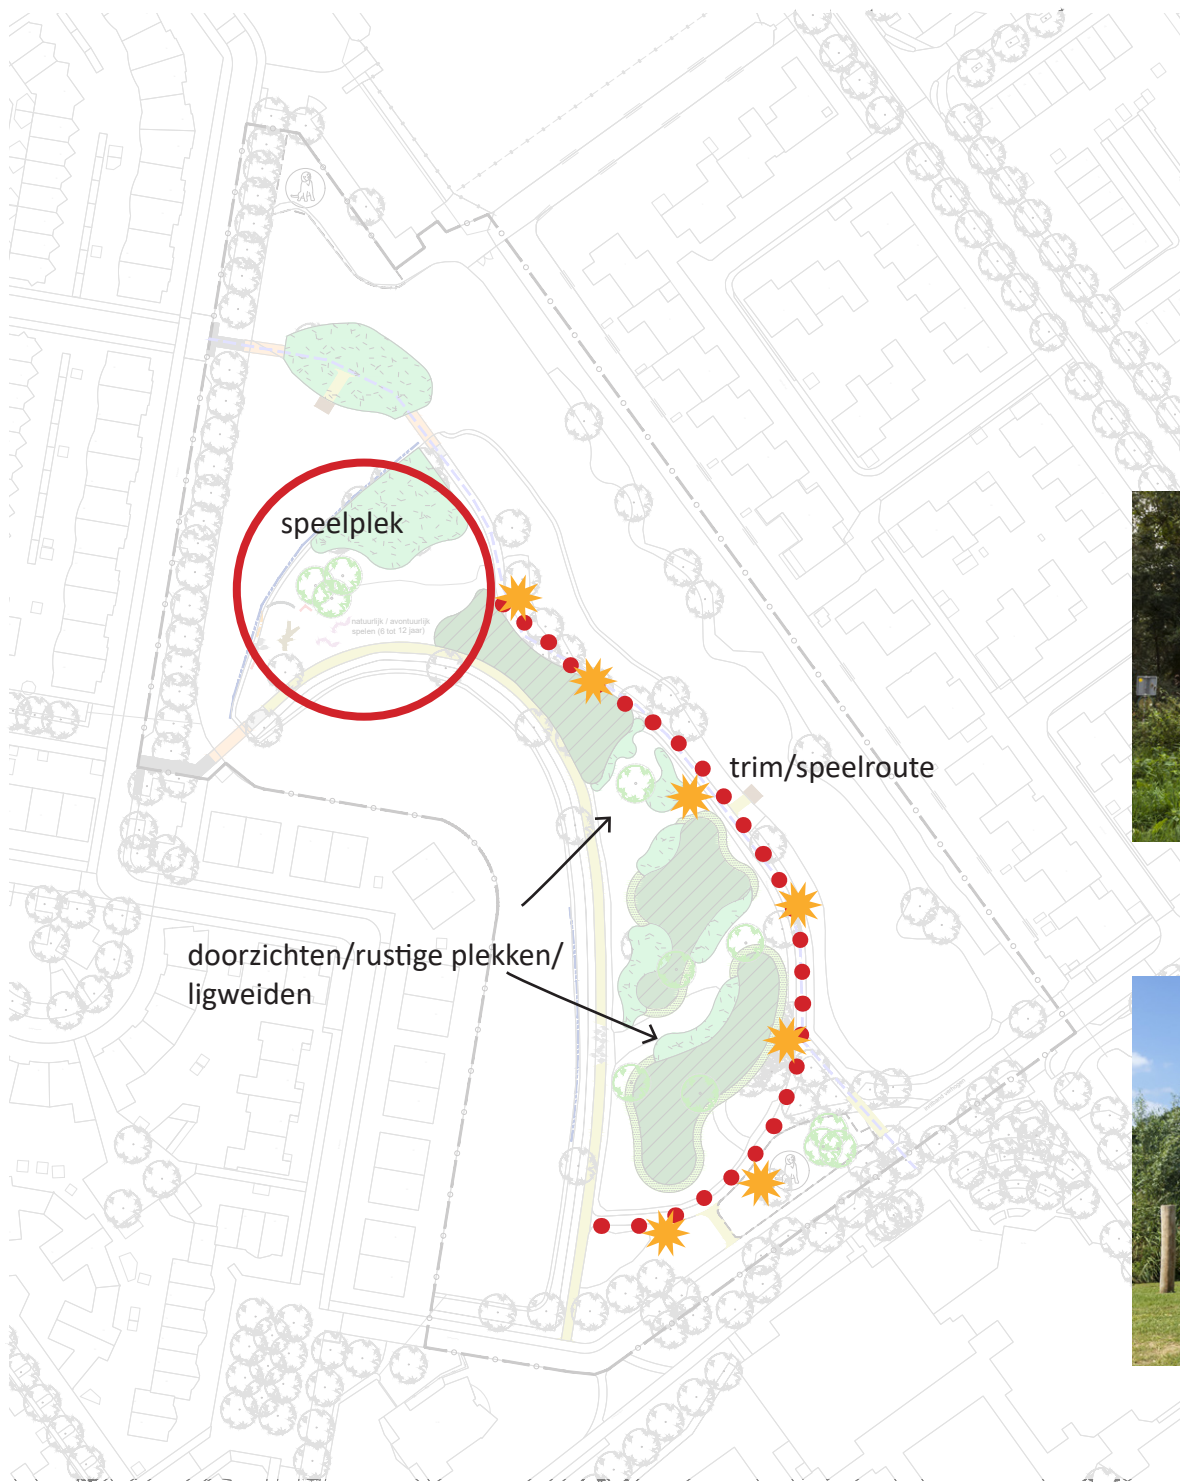 speelplek
natuurlijk / avontuurlijk
spelen (6 tot 12 jaar)
trim/speelroute
doorzichten/rustige plekken/
ligweiden